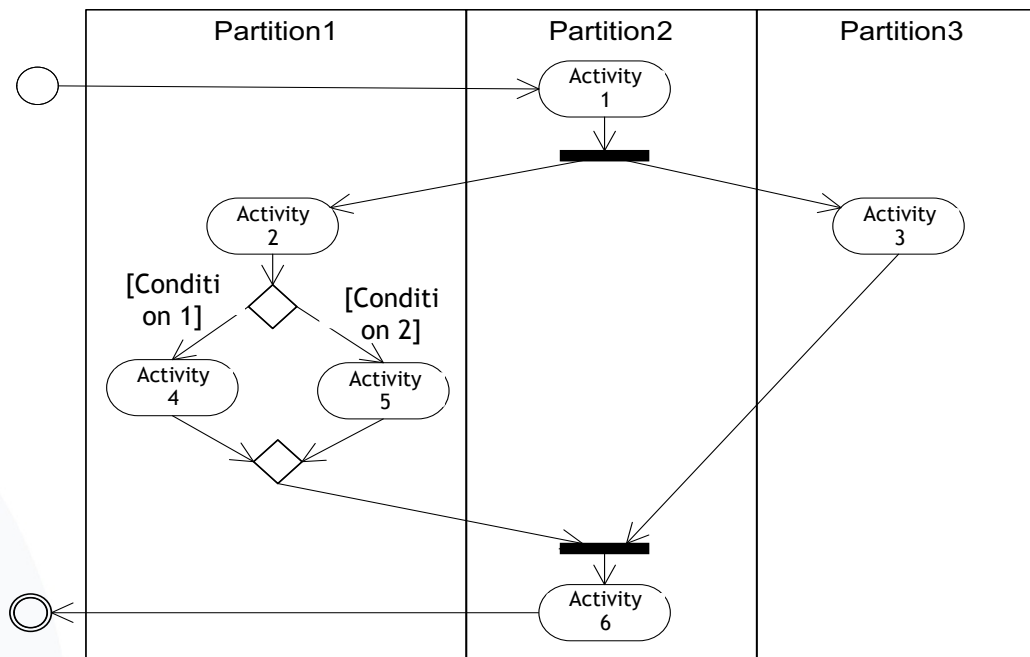 Partition1
Partition2
Partition3
Activity
1
Activity
2
Activity
3
[Conditi
on 1]
[Conditi
on 2]
Activity
4
Activity
5
Activity
6